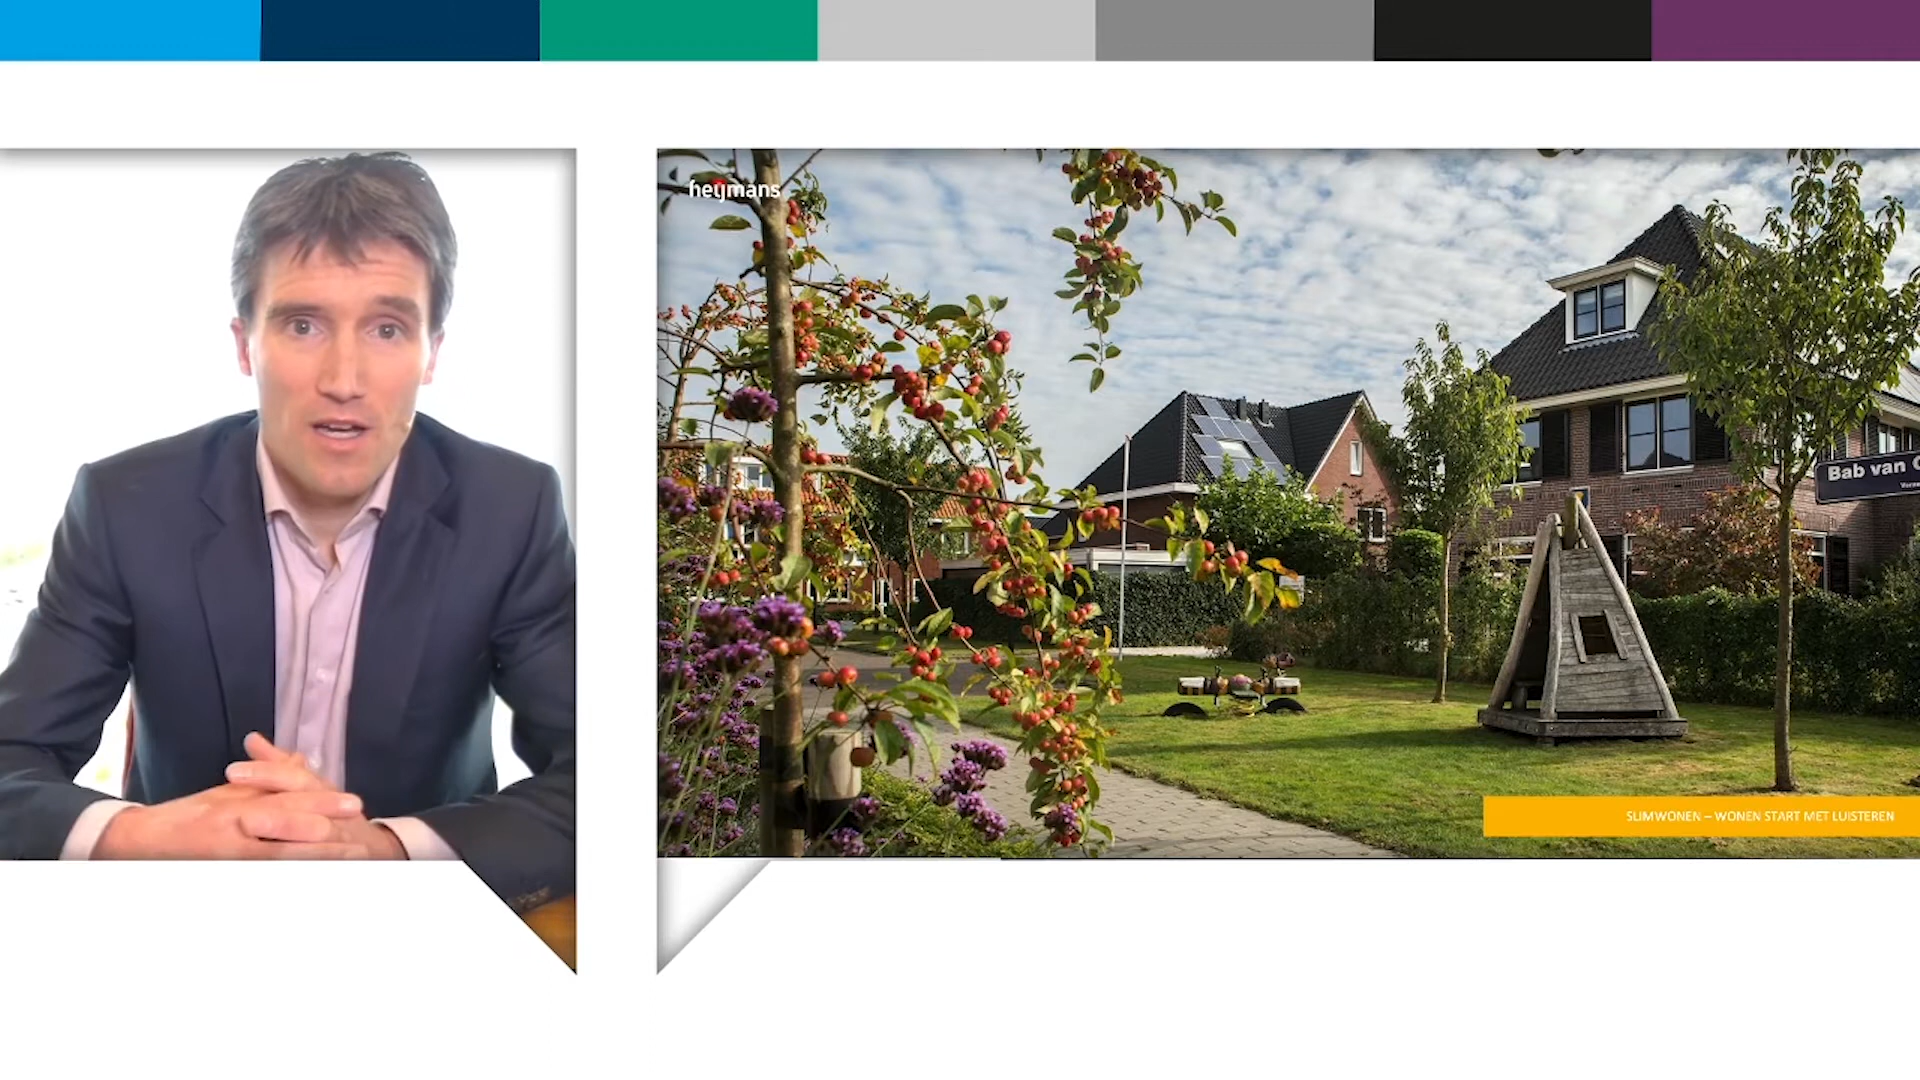 heijmans
Bab van
SLIMWONEN – WONEN START MET LUISTEREN